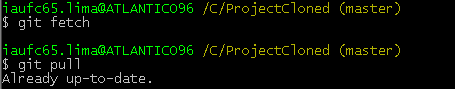 iaufc65.lima@ATLANTICO96 /C/ProjectCloned (master)
$ git fetch
iaufc65.lima@ATLANTICO96 /C/ProjectCloned (master)
$ git pull
Already up-to-date.